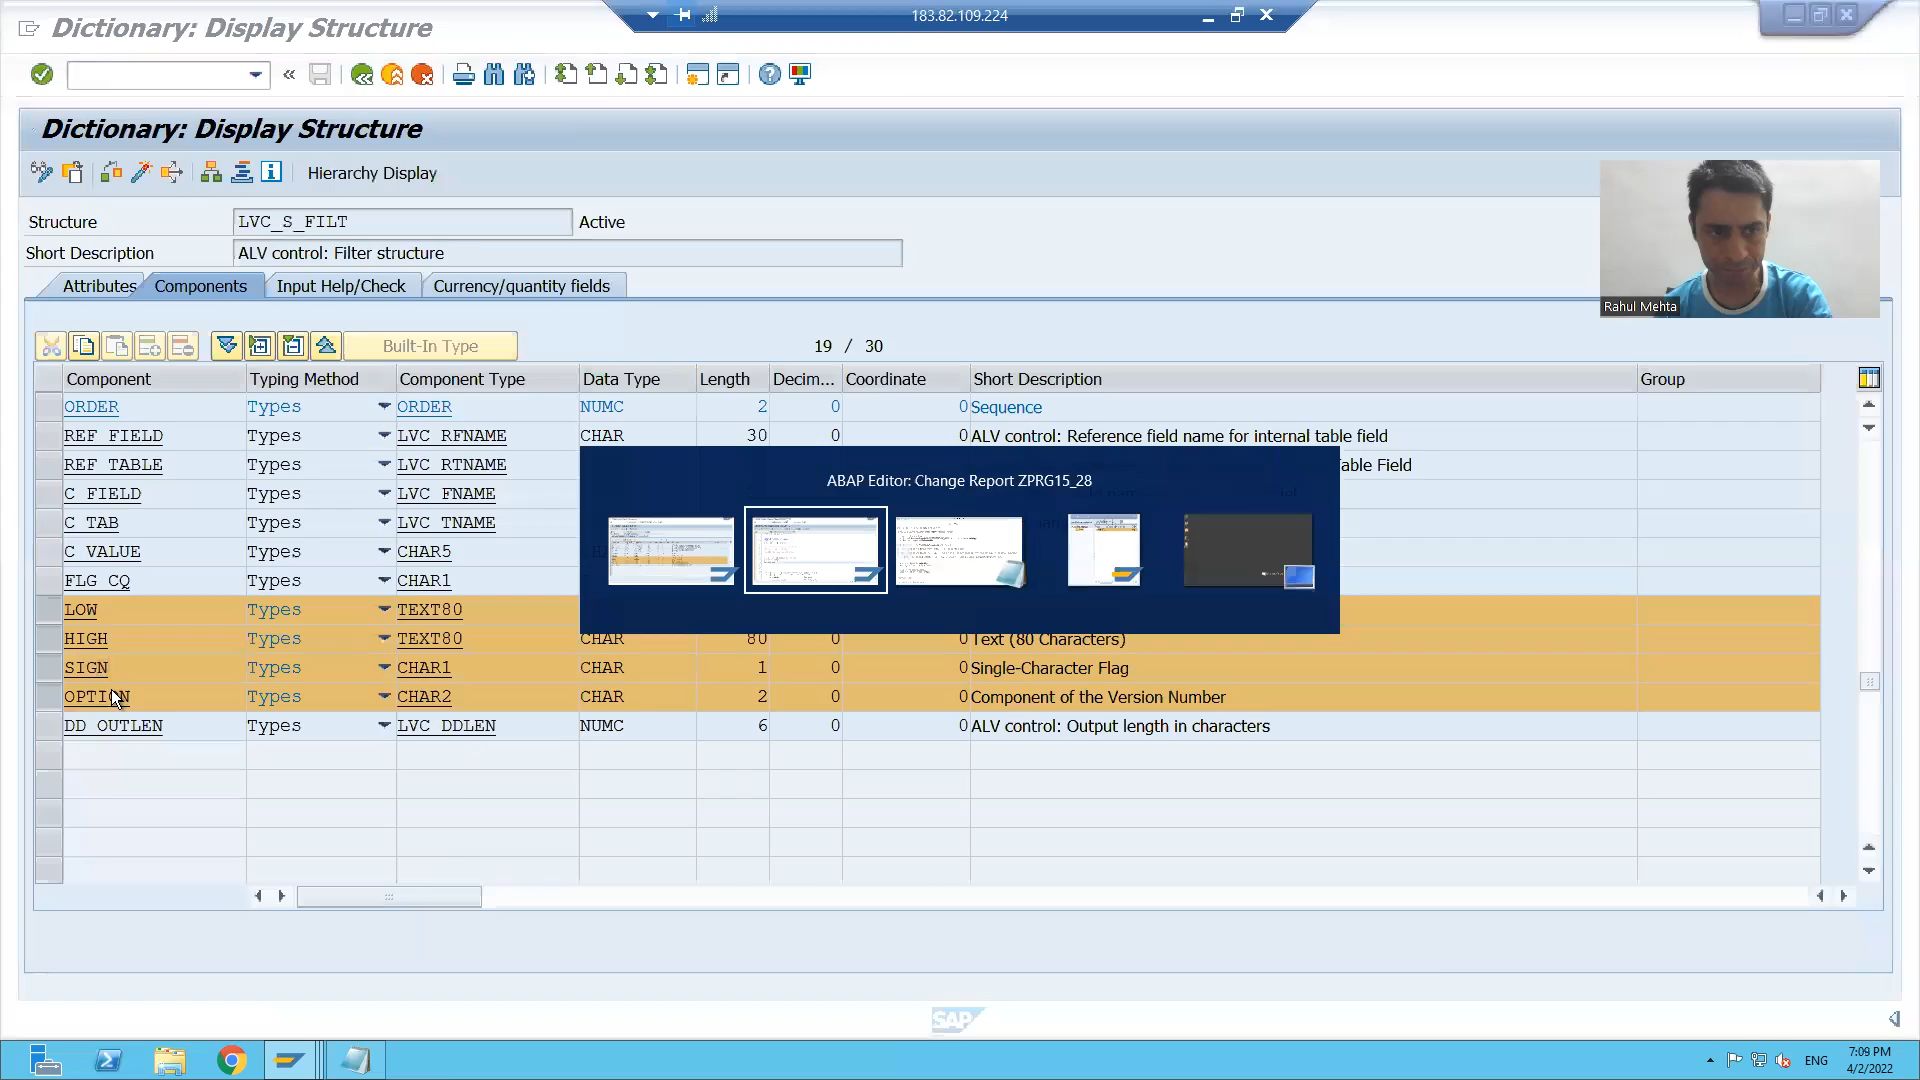 Dictionary: Display Structure
183.82.109.224
Dictionary: Display Structure
Hierarchy Display
Structure LVC_S_FILT Active
Short Description ALV control: Filter structure
Rahul Mehta
Attributes Components Input Help/Check Currency/quantity fields
Built-In Type 19 / 30
Component Typing Method Component Type Data Type Length Decim... Coordinate Short Description Group
ORDER Types ORDER NUMC 2 0 0 Sequence
REF_FIELD Types LVC_RFNAME CHAR 30 0 0 ALV control: Reference field name for internal table field
REF_TABLE Types LVC_RTNAME able Field
ABAP Editor: Change Report ZPRG15_28
C_FIELD Types LVC_FNAME
C_TAB Types LVC_TNAME
C_VALUE Types CHAR5
FLG_CQ Types CHAR1
LOW Types TEXT80
HIGH Types TEXT80 CHAR 80 0 0 Text (80 Characters)
SIGN Types CHAR1 CHAR 1 0 0 Single-Character Flag
OPTION Types CHAR2 CHAR 2 0 0 Component of the Version Number
DD_OUTLEN Types LVC_DDLEN NUMC 6 0 0 ALV control: Output length in characters
SAP
ENG
7:09 PM
4/2/2022